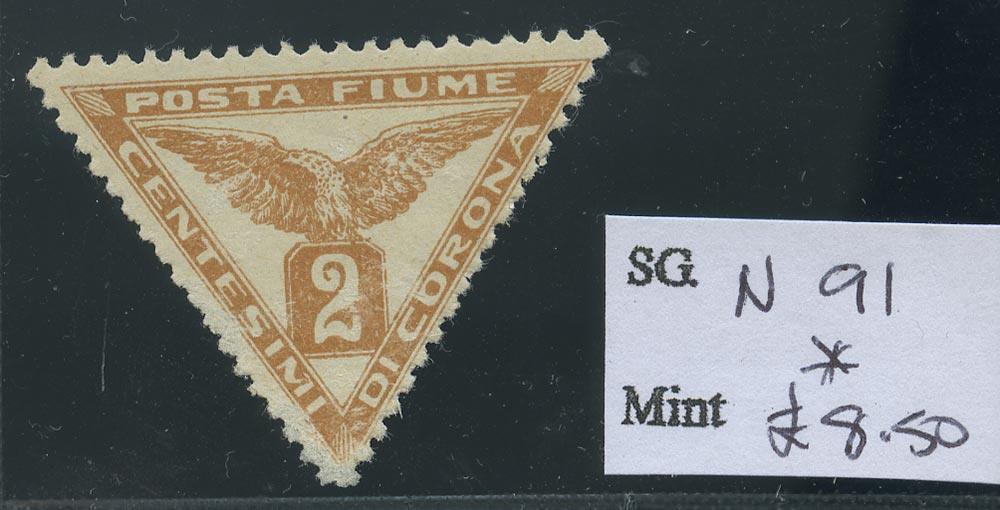 POSTA FIUME
CENTESIMI
DI CORONA
2
SG. N 91
*
Mint £8.50